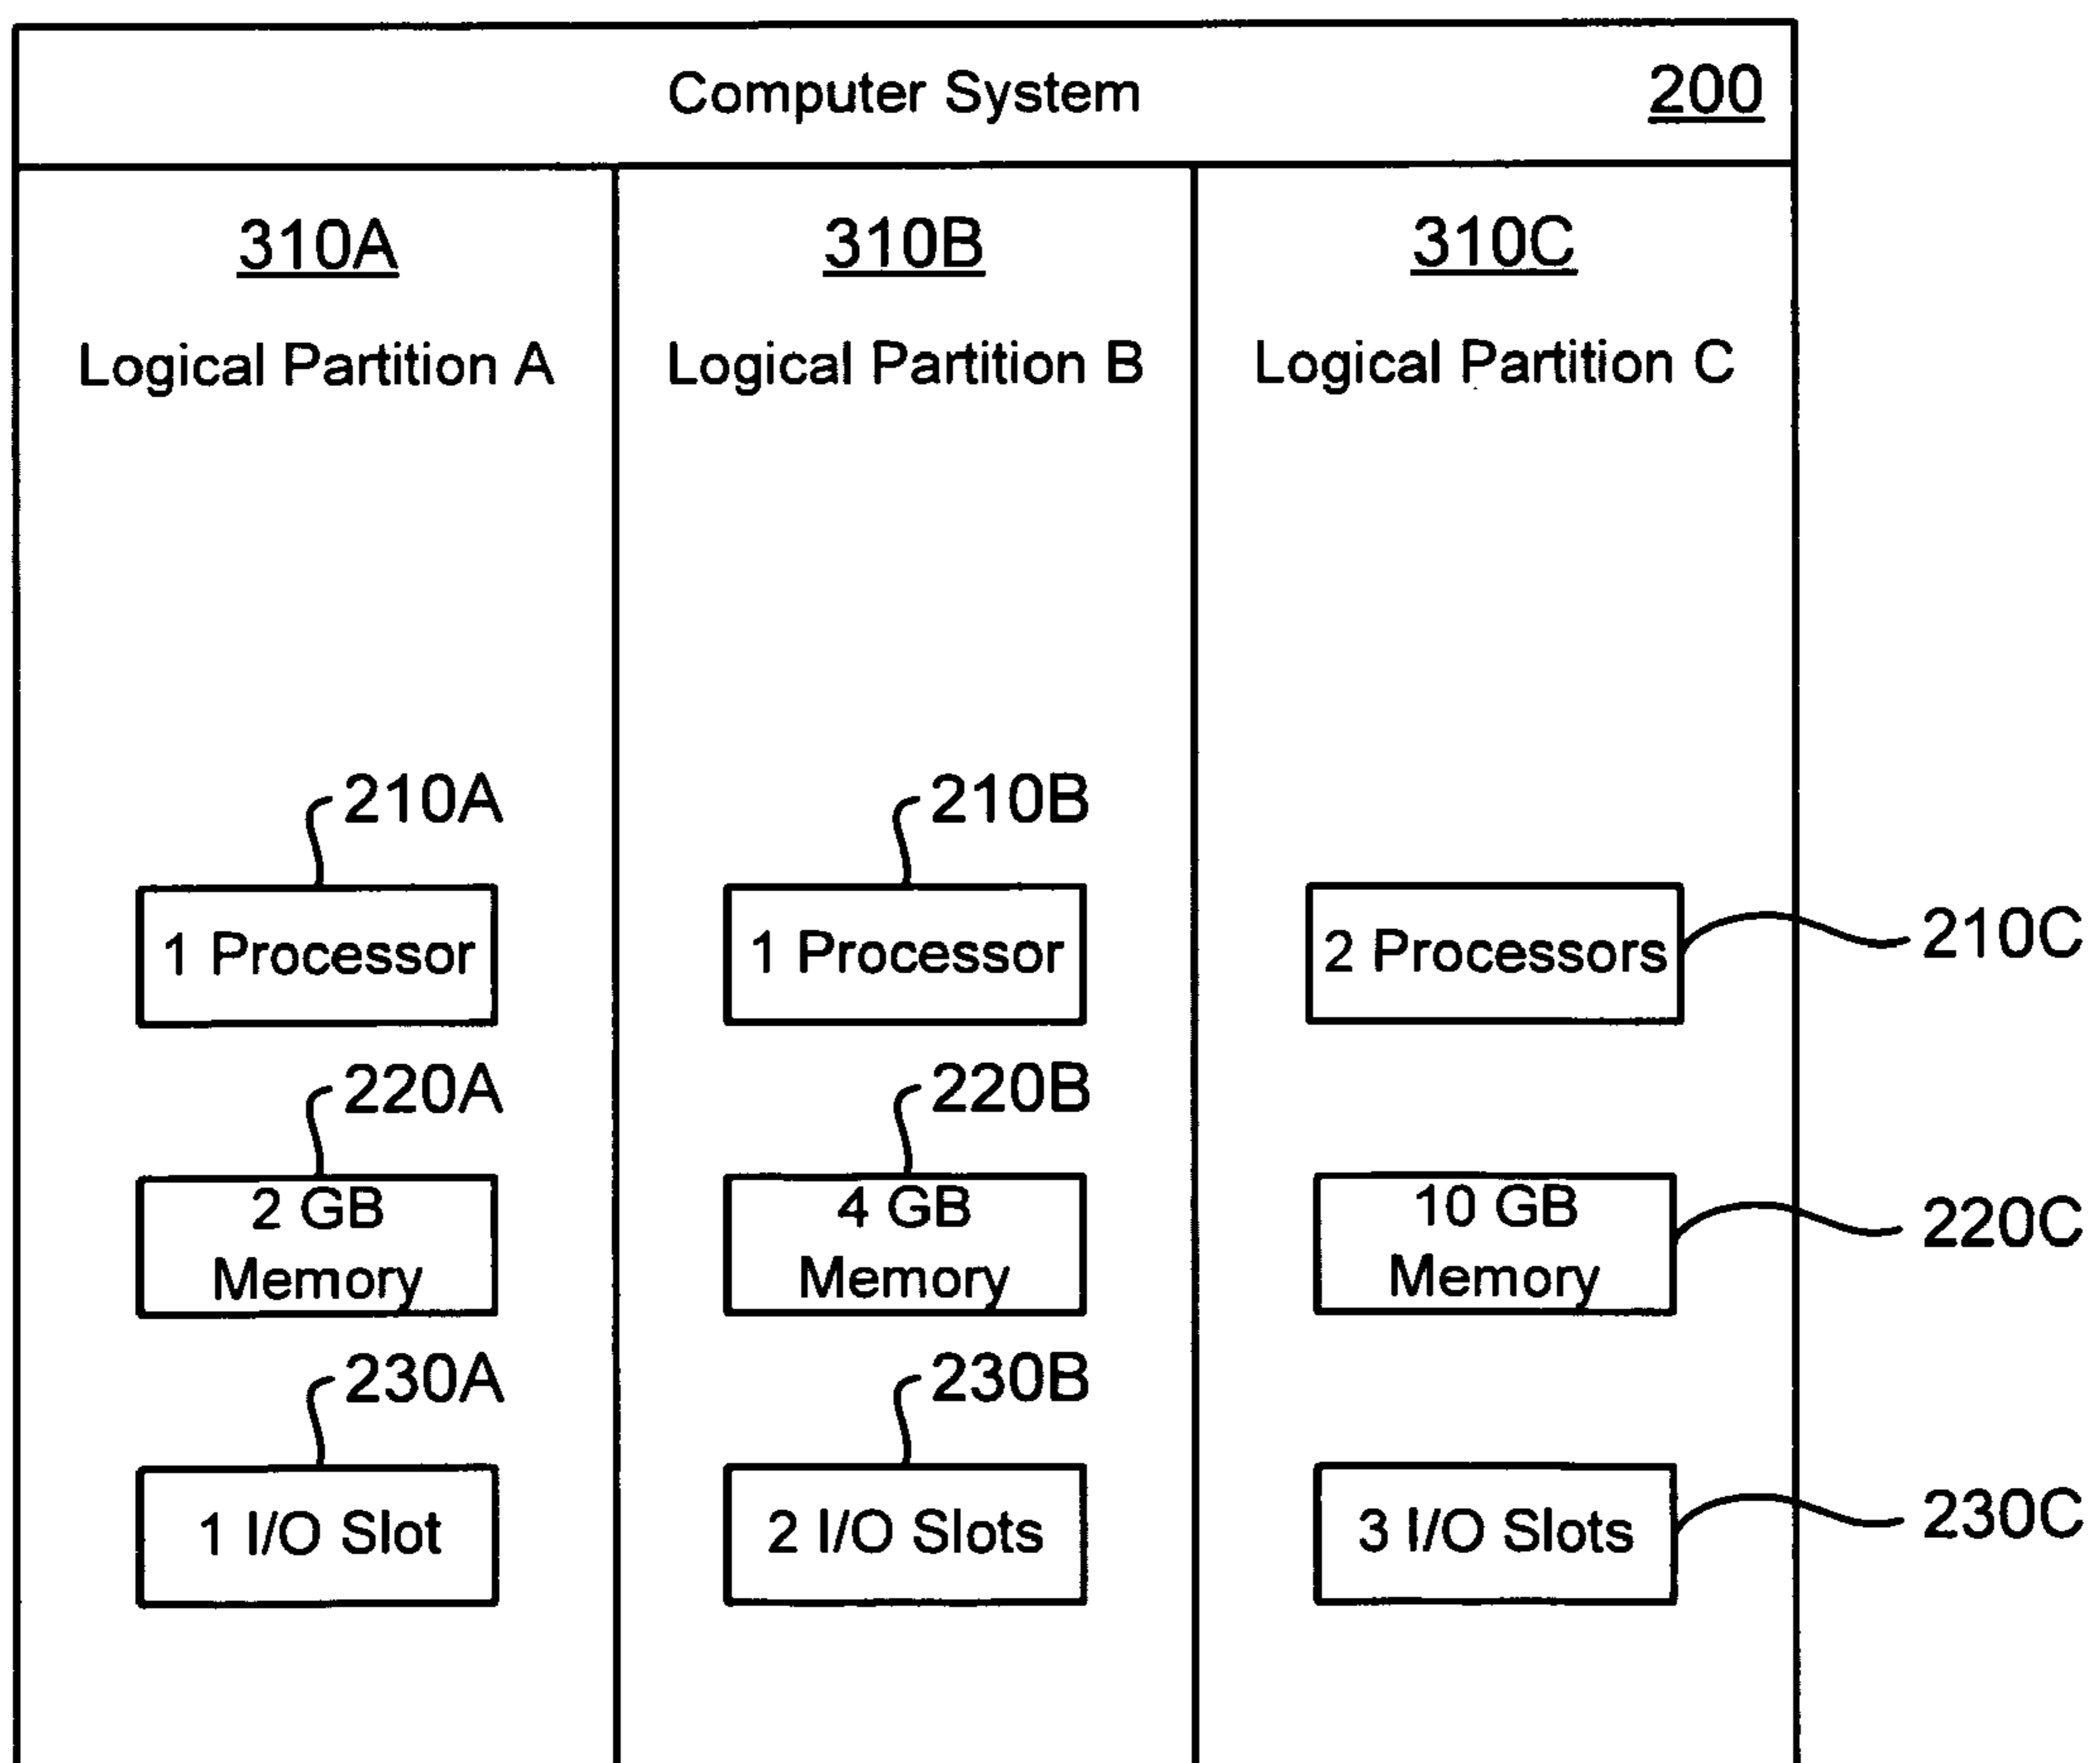 Computer System
200
310A
310B
310C
Logical Partition A
Logical Partition B
Logical Partition C
210A
210B
1 Processor
1 Processor
2 Processors
210C
220A
220B
2 GB
Memory
4 GB
Memory
10 GB
Memory
220C
230A
230B
1 I/O Slot
2 I/O Slots
3 I/O Slots
230C